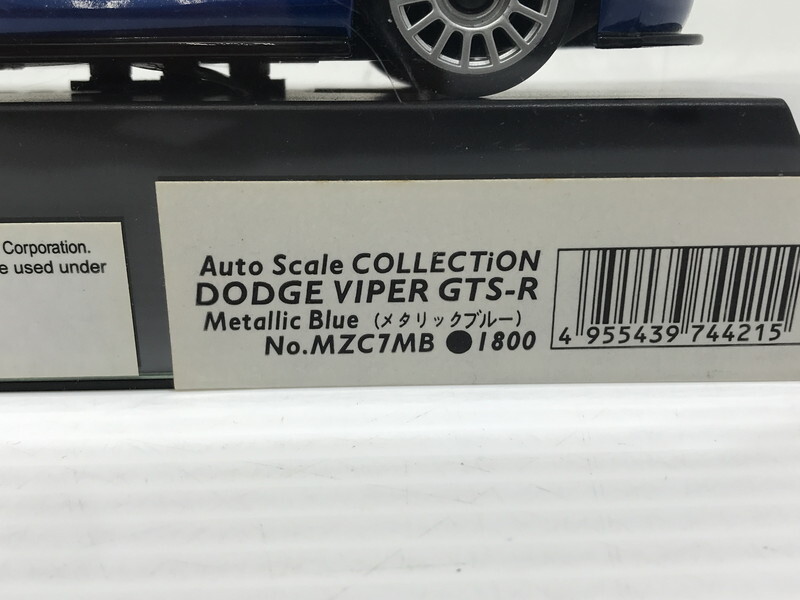 Corporation.
e used under
Auto Scale COLLECTiON
DODGE VIPER GTS-R
Metallic Blue (メタリックブルー)
No.MZC7MB ●1800
4 955439 744215